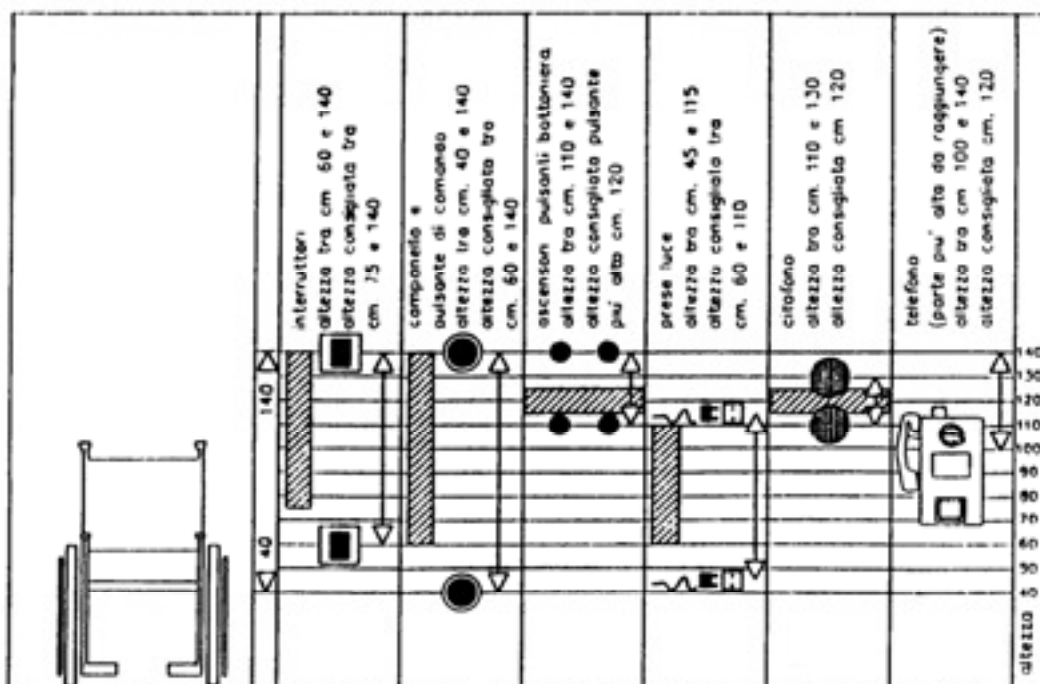 interruttori
altezza tra cm 60 e 140
altezza consigliata tra
cm 75 e 140
campanello e
pulsante di comando
altezza tra cm. 40 e 140
altezza consigliata tra
cm. 60 e 140
ascensori pulsanti bottoniera
altezza tra cm. 110 e 140
altezza consigliata pulsante
piu' alto cm. 120
prese luce
altezza tra cm. 45 e 115
altezza consigliata tra
cm. 60 e 110
citofono
altezza tra cm. 110 e 130
altezza consigliata cm 120
telefono
(parte piu' alta da raggiungere)
altezza tra cm 100 e 140
altezza consigliata cm. 120
140
40
140
130
120
110
100
90
80
70
60
50
40
altezza